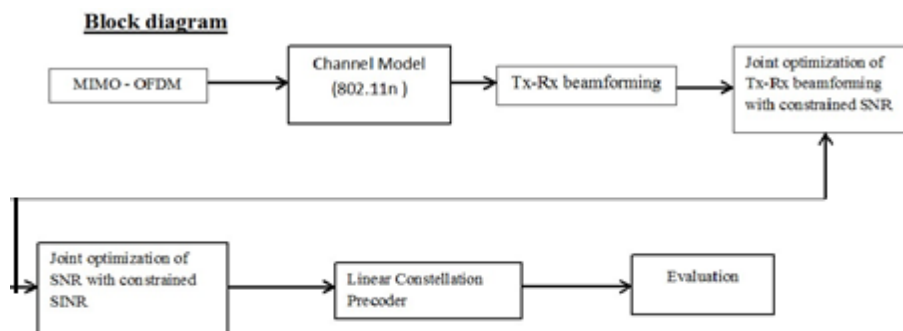 Block diagram
MIMO - OFDM
Channel Model
(802.11n )
Tx-Rx beamforming
Joint optimization of
Tx-Rx beamforming
with constrained SNR
Joint optimization of
SNR with constrained
SINR
Linear Constellation
Precoder
Evaluation